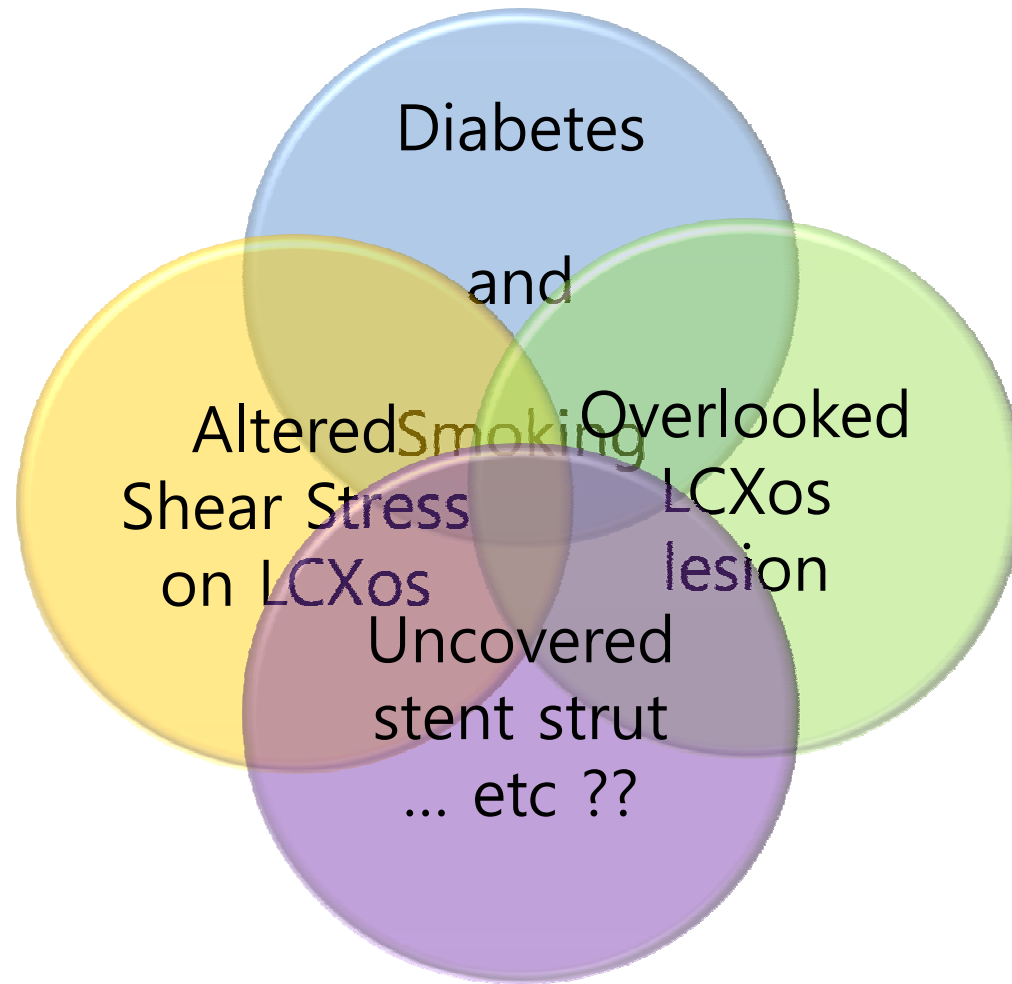 Diabetes
and
Smoking
Altered
Shear Stress
on LCXos
Overlooked
LCXos
lesion
Uncovered
stent strut
... etc ??